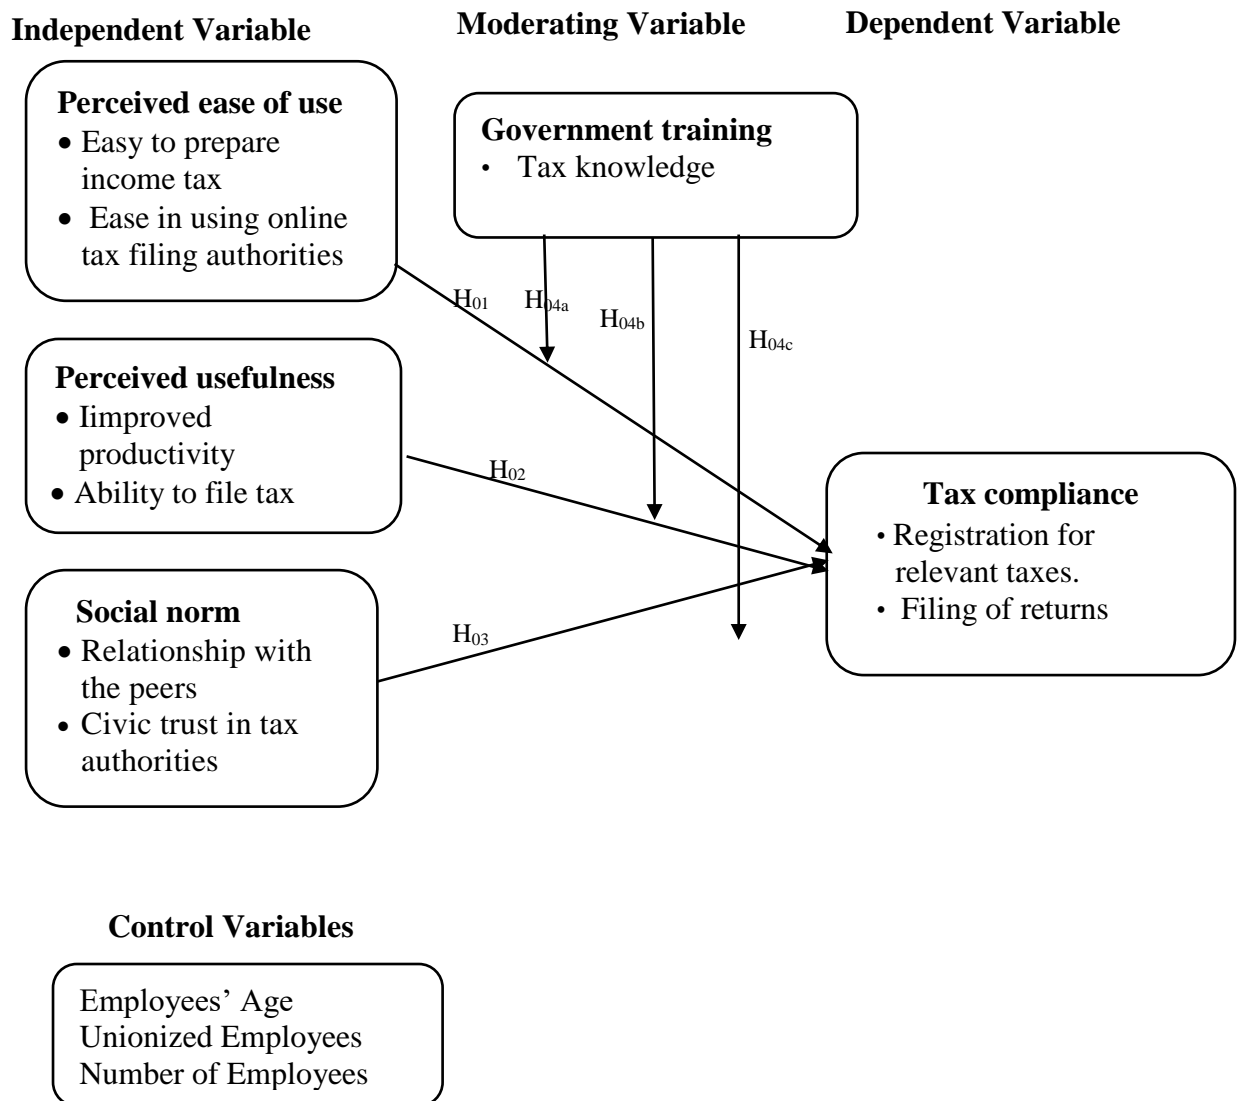 Independent Variable
Moderating Variable
Dependent Variable
Perceived ease of use
• Easy to prepare
income tax
• Ease in using online
tax filing authorities
Government training
• Tax knowledge
H01
H04a
H04b
H04c
Perceived usefulness
• Iimproved
productivity
• Ability to file tax
H02
Tax compliance
• Registration for
relevant taxes.
• Filing of returns
Social norm
• Relationship with
the peers
• Civic trust in tax
authorities
H03
Control Variables
Employees’ Age
Unionized Employees
Number of Employees